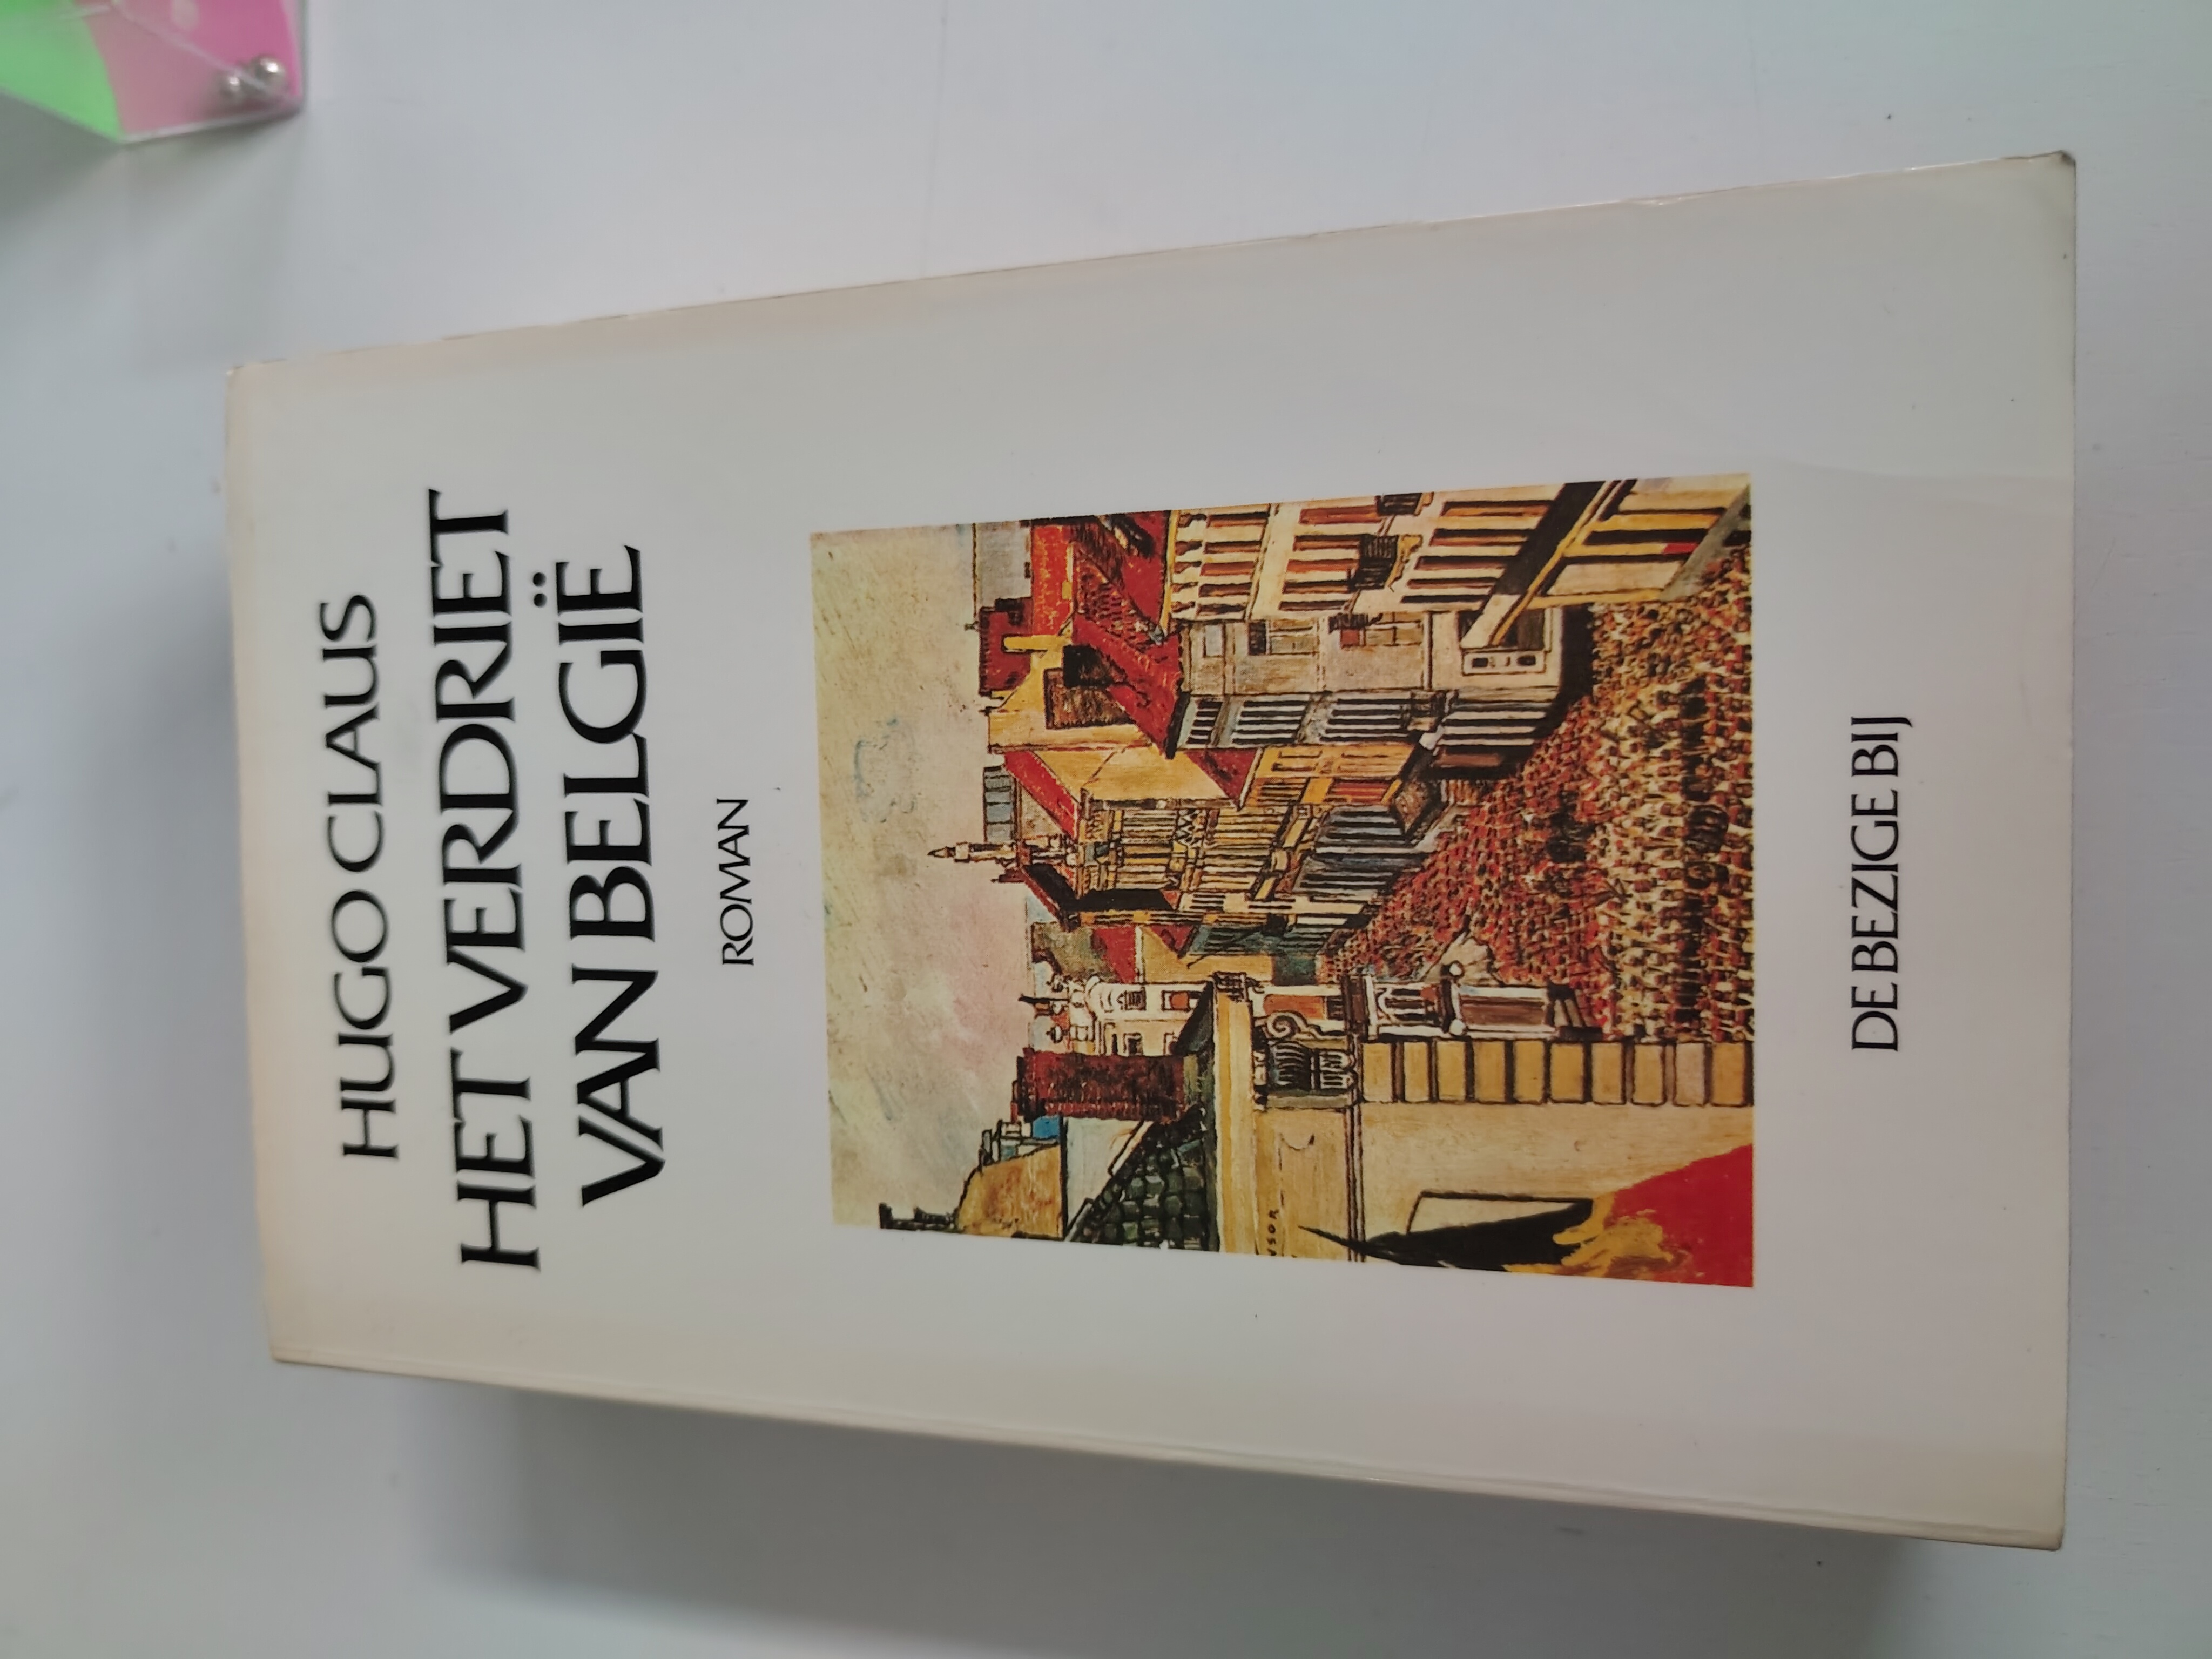 HUGO CLAUS
HET VERDRIET
VAN BELGIË
ROMAN
DE BEZIGE BIJ